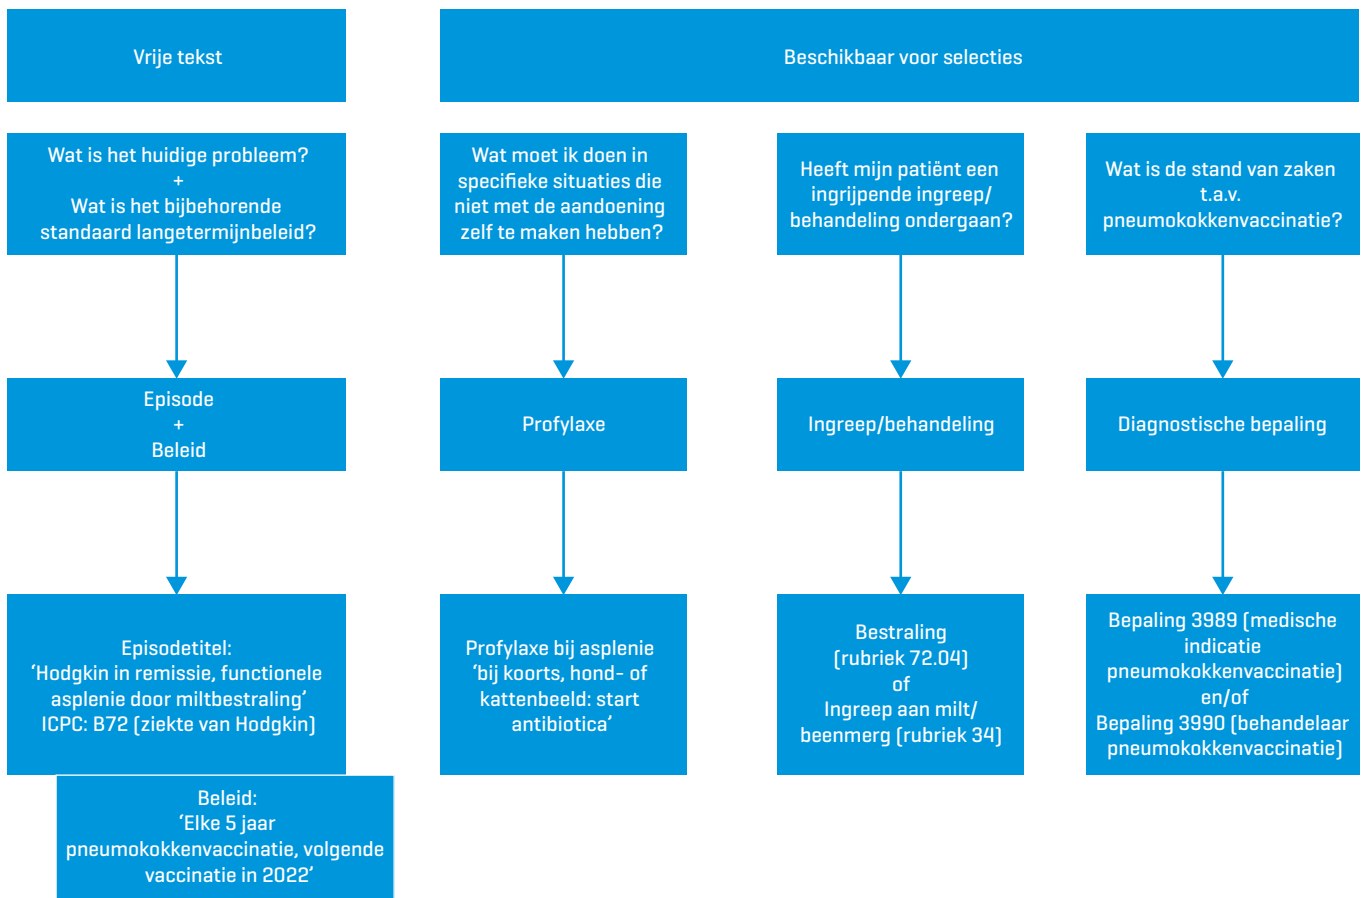 Vrije tekst
Beschikbaar voor selecties
Wat is het huidige probleem?
+
Wat is het bijbehorende
standaard langetermijnbeleid?
Wat moet ik doen in
specifieke situaties die
niet met de aandoening
zelf te maken hebben?
Heeft mijn patiënt een
ingrijpende ingreep/
behandeling ondergaan?
Wat is de stand van zaken
t.a.v.
pneumokokkenvaccinatie?
Episode
+
Beleid
Profylaxe
Ingreep/behandeling
Diagnostische bepaling
Episodetitel:
‘Hodgkin in remissie, functionele
asplenie door miltbestraling’
ICPC: B72 (ziekte van Hodgkin)
Profylaxe bij asplenie
‘bij koorts, hond- of
kattenbeeld: start
antibiotica’
Bestraling
(rubriek 72.04)
of
Ingreep aan milt/
beenmerg (rubriek 34)
Bepaling 3989 (medische
indicatie
pneumokokkenvaccinatie)
en/of
Bepaling 3990 (behandelaar
pneumokokkenvaccinatie)
Beleid:
‘Elke 5 jaar
pneumokokkenvaccinatie, volgende
vaccinatie in 2022’